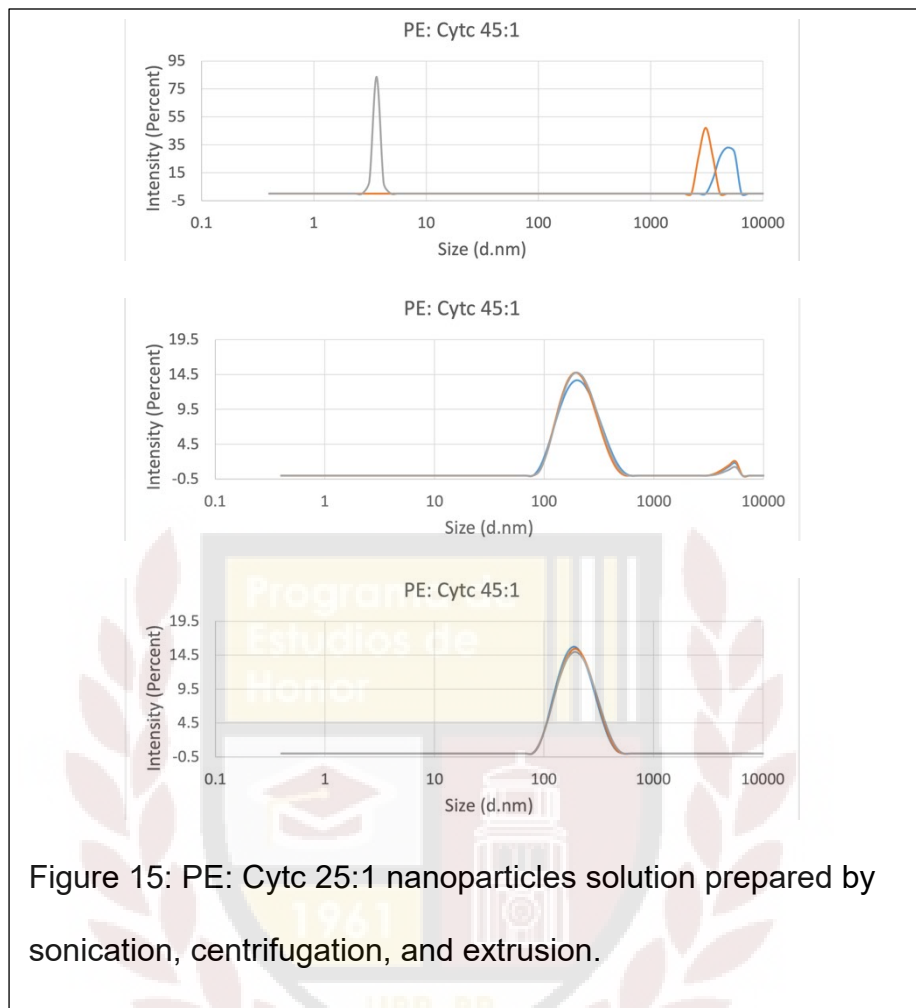 PE: Cytc 45:1
95
75
55
35
15
-5
Intensity (Percent)
0.1 1 10 100 1000 10000
Size (d.nm)
PE: Cytc 45:1
19.5
14.5
9.5
4.5
-0.5
Intensity (Percent)
0.1 1 10 100 1000 10000
Size (d.nm)
PE: Cytc 45:1
19.5
14.5
9.5
4.5
-0.5
Intensity (Percent)
0.1 1 10 100 1000 10000
Size (d.nm)
Programa de
Estudios de
Honor
1961
Figure 15: PE: Cytc 25:1 nanoparticles solution prepared by
sonication, centrifugation, and extrusion.